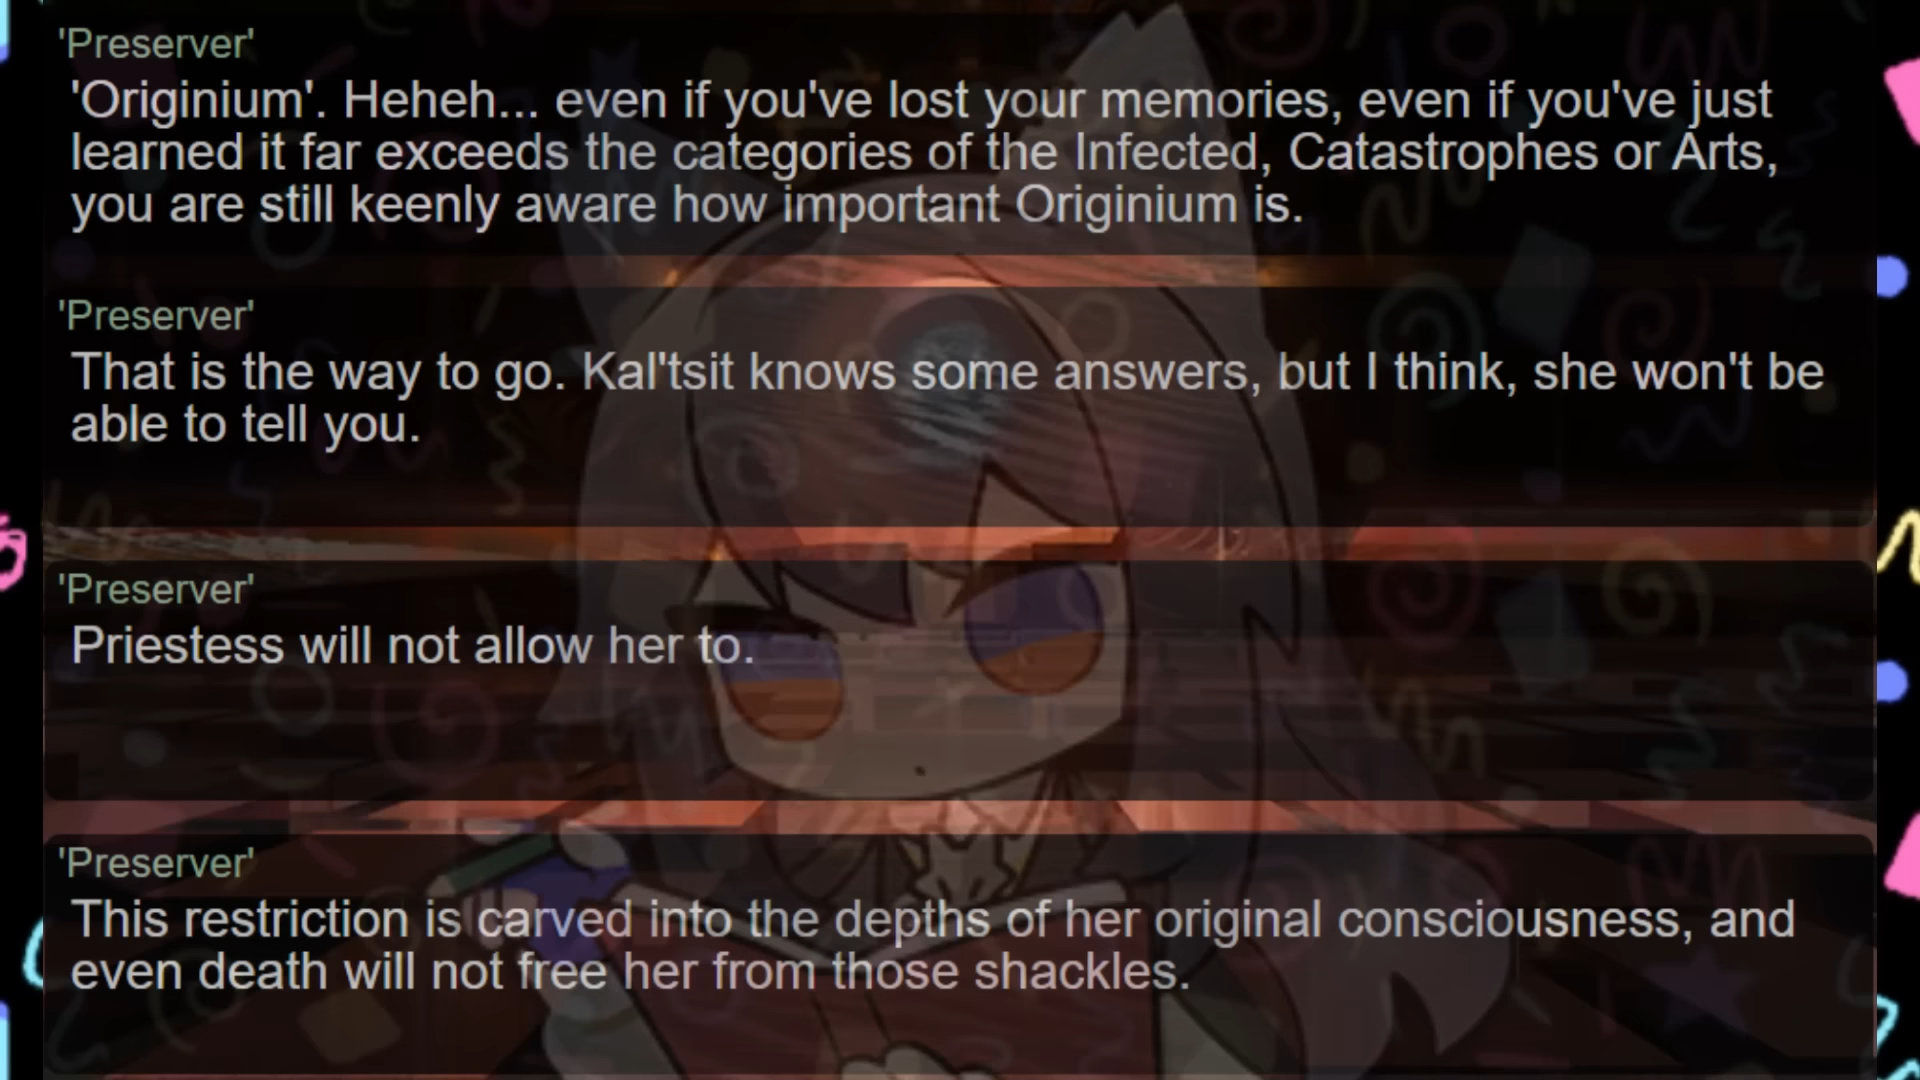 'Preserver'
'Originium'. Heheh... even if you've lost your memories, even if you've just
learned it far exceeds the categories of the Infected, Catastrophes or Arts,
you are still keenly aware how important Originium is.
'Preserver'
That is the way to go. Kal'tsit knows some answers, but I think, she won't be
able to tell you.
'Preserver'
Priestess will not allow her to.
'Preserver'
This restriction is carved into the depths of her original consciousness, and
even death will not free her from those shackles.